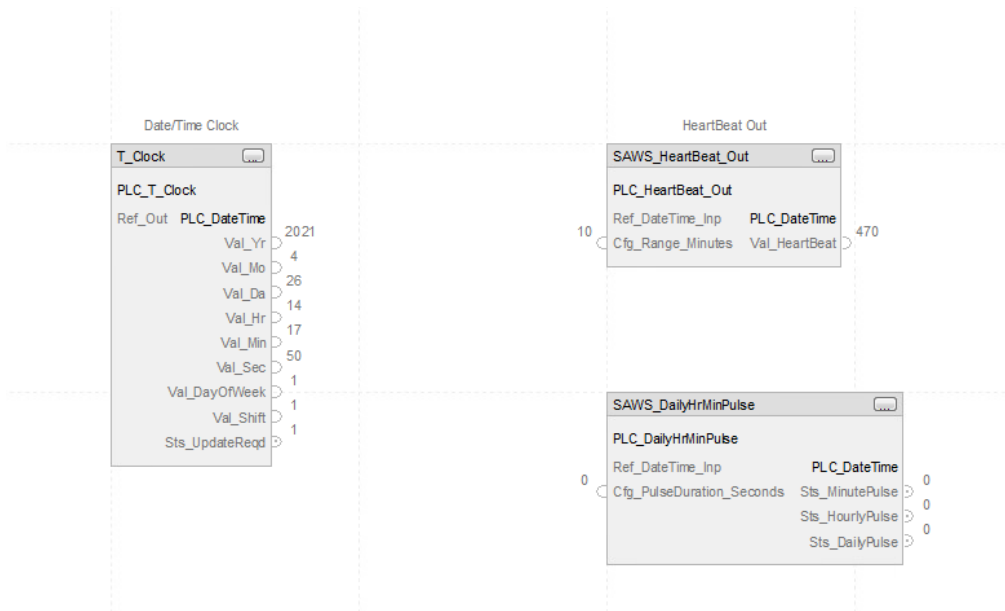 Date/Time Clock
T_Clock
...
PLC_T_Clock
Ref_Out PLC_DateTime
Val_Yr 2021
Val_Mo 4
Val_Da 26
Val_Hr 14
Val_Min 17
Val_Sec 50
Val_DayOfWeek 1
Val_Shift 1
Sts_UpdateReqd 1
HeartBeat Out
SAWS_HeartBeat_Out
...
PLC_HeartBeat_Out
Ref_DateTime_Inp PLC_DateTime
10 Cfg_Range_Minutes Val_HeartBeat 470
SAWS_DailyHrMinPulse
...
PLC_DailyHrMinPulse
Ref_DateTime_Inp PLC_DateTime
0 Cfg_PulseDuration_Seconds Sts_MinutePulse 0
Sts_HourlyPulse 0
Sts_DailyPulse 0